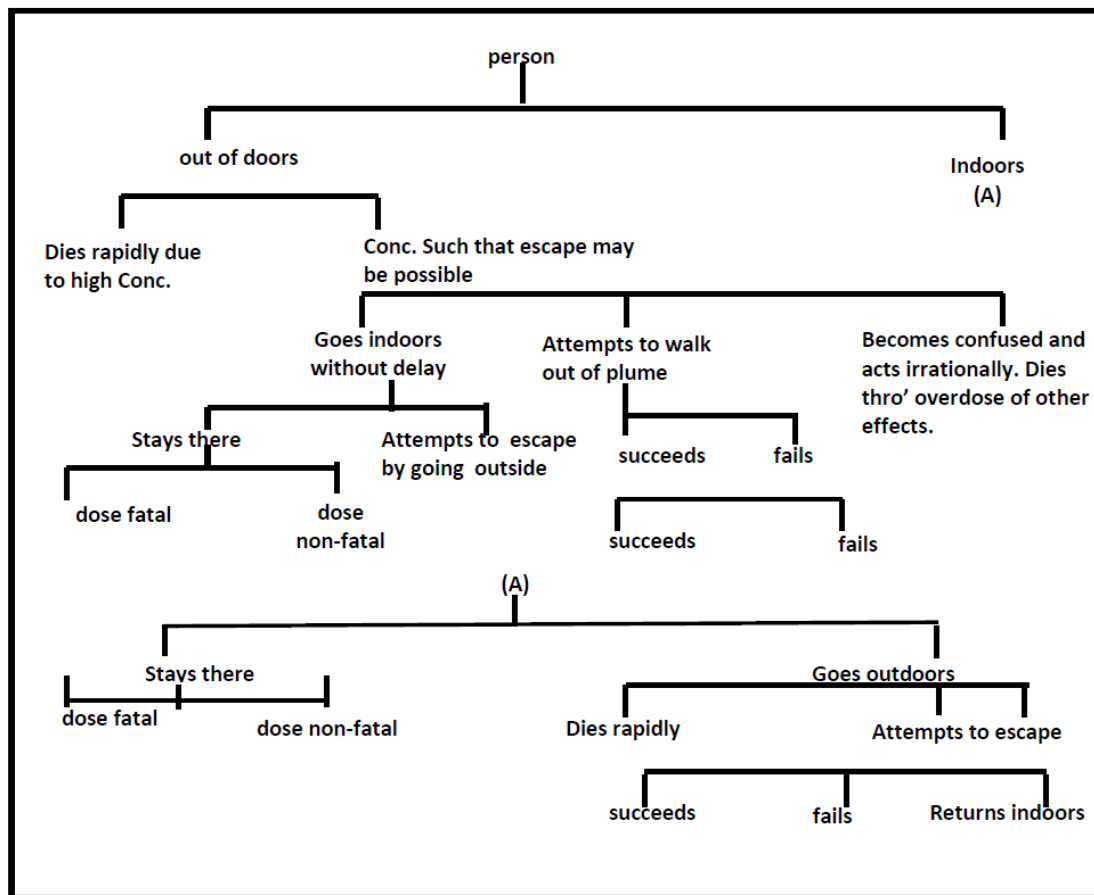 person
out of doors
Indoors
(A)
Dies rapidly due
to high Conc.
Conc. Such that escape may
be possible
Goes indoors
without delay
Attempts to walk
out of plume
Becomes confused and
acts irrationally. Dies
thro’ overdose of other
effects.
Stays there
Attempts to escape
by going outside
succeeds
fails
dose fatal
dose
non-fatal
succeeds
fails
(A)
Stays there
Goes outdoors
dose fatal
dose non-fatal
Dies rapidly
Attempts to escape
succeeds
fails
Returns indoors